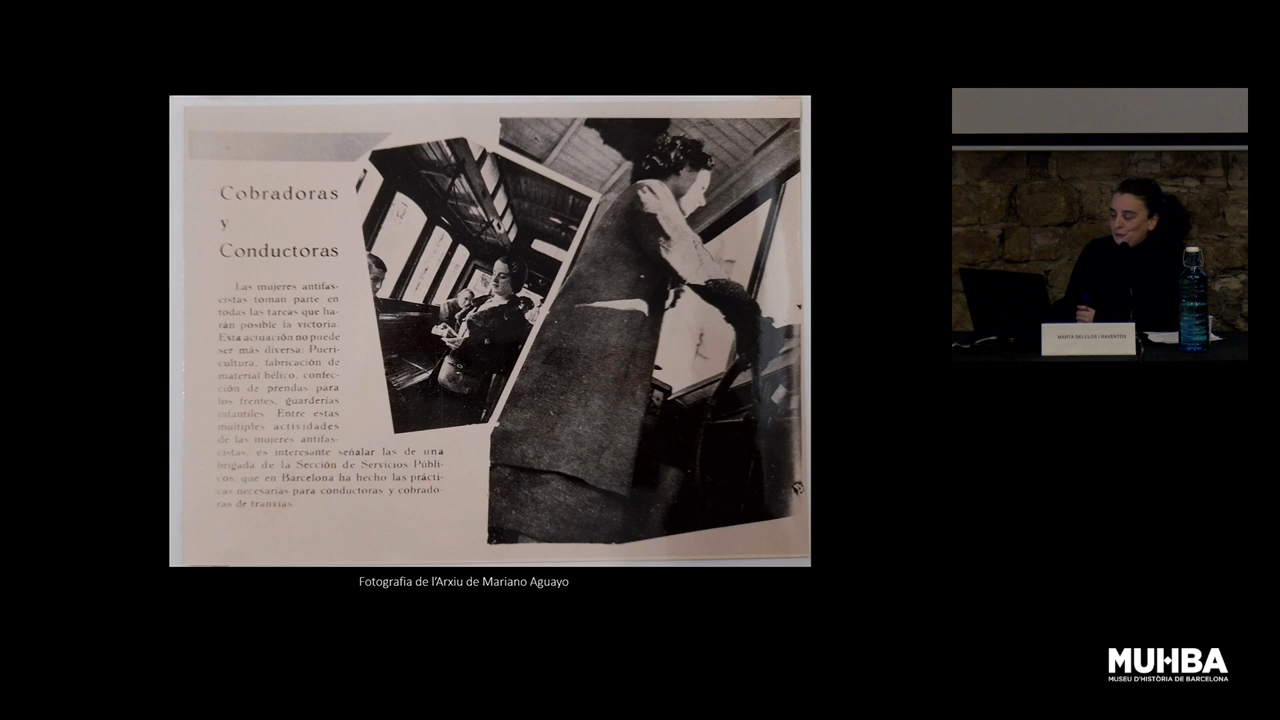 Cobradoras
y
Conductoras
Las mujeres antifas-
cistas toman parte en
todas las tareas que ha-
rán posible la victoria.
Esta actuación no puede
ser más diversa: Pueri-
cultura, fabricación de
material bélico, confec-
ción de prendas para
los frentes, guarderías
infantiles. Entre estas
múltiples actividades
de las mujeres antifas-
cistas, es interesante señalar las de una
brigada de la Sección de Servicios Públi-
cos, que en Barcelona ha hecho las prácti-
cas necesarias para conductoras y cobrado-
ras de tranvías
Fotografia de l'Arxiu de Mariano Aguayo
MARTA DELCLÒS I RAVENTÓS
MUHBA
MUSEU D'HISTÒRIA DE BARCELONA